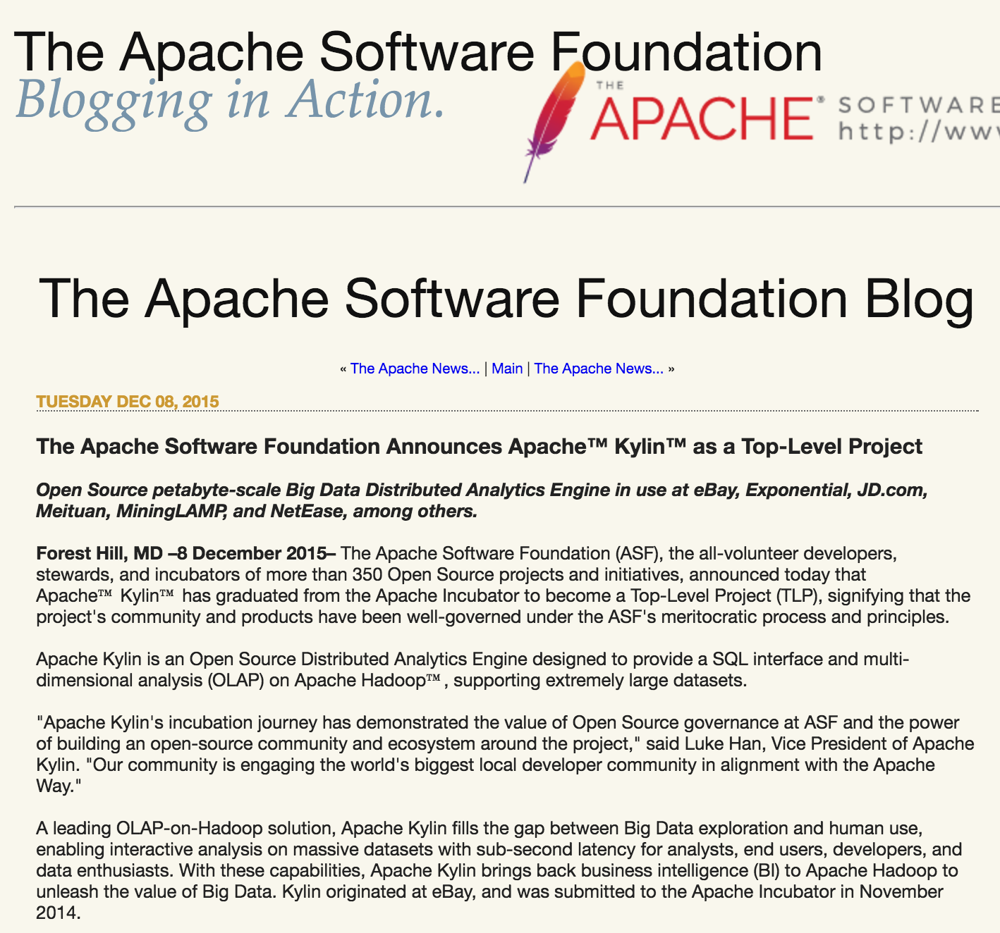 The Apache Software Foundation
Blogging in Action.
THE
APACHE® SOFTWARE
http://www
The Apache Software Foundation Blog
« The Apache News... | Main | The Apache News... »
TUESDAY DEC 08, 2015
The Apache Software Foundation Announces Apache™ Kylin™ as a Top-Level Project
Open Source petabyte-scale Big Data Distributed Analytics Engine in use at eBay, Exponential, JD.com,
Meituan, MiningLAMP, and NetEase, among others.
Forest Hill, MD –8 December 2015– The Apache Software Foundation (ASF), the all-volunteer developers,
stewards, and incubators of more than 350 Open Source projects and initiatives, announced today that
Apache™ Kylin™ has graduated from the Apache Incubator to become a Top-Level Project (TLP), signifying that the
project's community and products have been well-governed under the ASF's meritocratic process and principles.
Apache Kylin is an Open Source Distributed Analytics Engine designed to provide a SQL interface and multi-
dimensional analysis (OLAP) on Apache Hadoop™ , supporting extremely large datasets.
"Apache Kylin's incubation journey has demonstrated the value of Open Source governance at ASF and the power
of building an open-source community and ecosystem around the project," said Luke Han, Vice President of Apache
Kylin. "Our community is engaging the world's biggest local developer community in alignment with the Apache
Way."
A leading OLAP-on-Hadoop solution, Apache Kylin fills the gap between Big Data exploration and human use,
enabling interactive analysis on massive datasets with sub-second latency for analysts, end users, developers, and
data enthusiasts. With these capabilities, Apache Kylin brings back business intelligence (BI) to Apache Hadoop to
unleash the value of Big Data. Kylin originated at eBay, and was submitted to the Apache Incubator in November
2014.